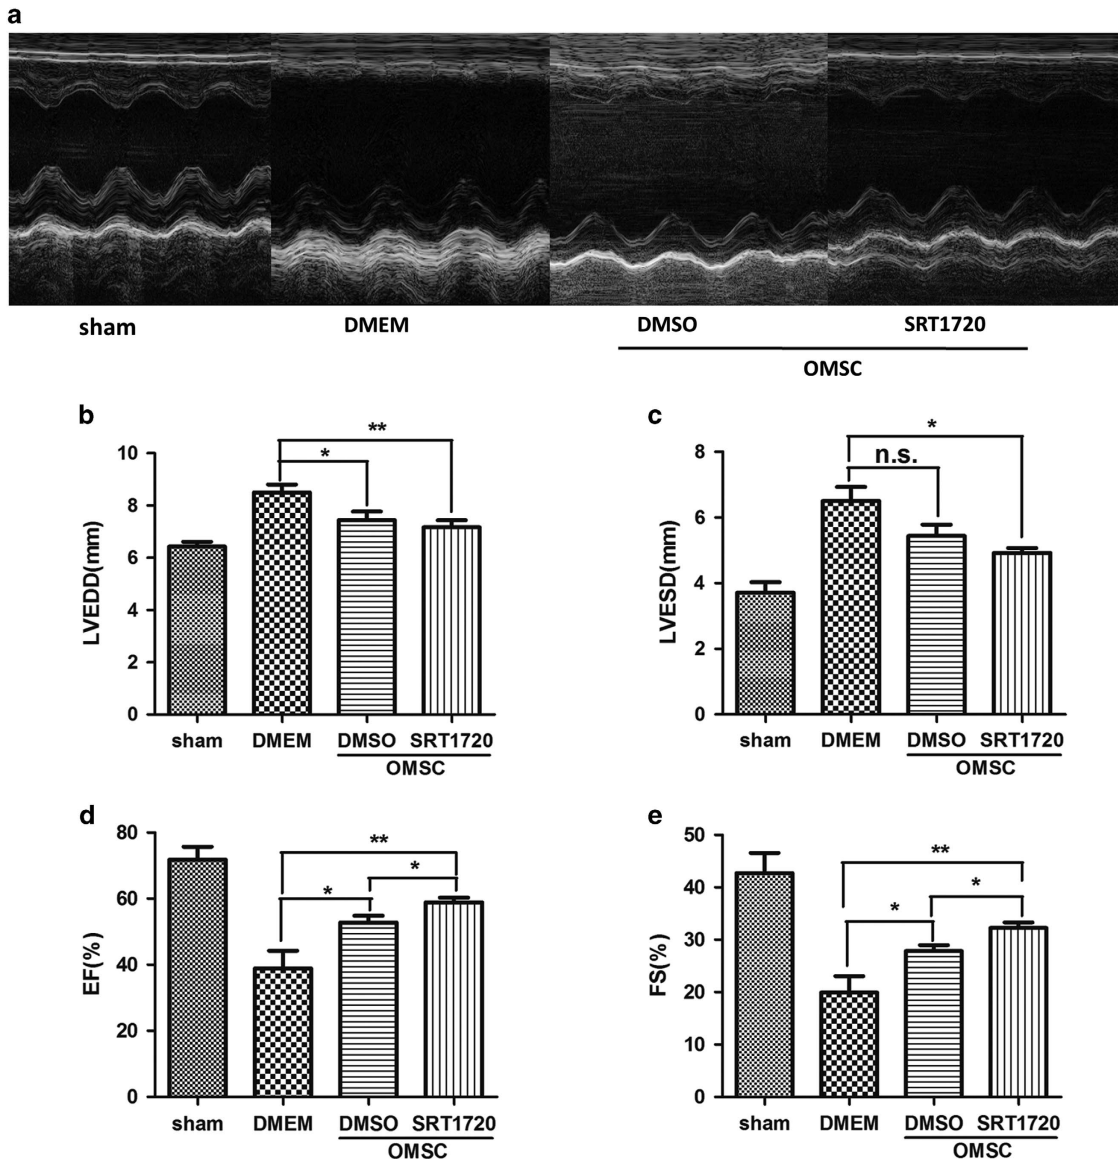 a
sham DMEM DMSO SRT1720
OMSC
b
**
*
LVEDD(mm)
10
8
6
4
2
0
sham DMEM DMSO SRT1720
OMSC
c
*
n.s.
LVESD(mm)
8
6
4
2
0
sham DMEM DMSO SRT1720
OMSC
d
**
*
*
EF(%)
80
60
40
20
0
sham DMEM DMSO SRT1720
OMSC
e
**
*
*
FS(%)
50
40
30
20
10
0
sham DMEM DMSO SRT1720
OMSC